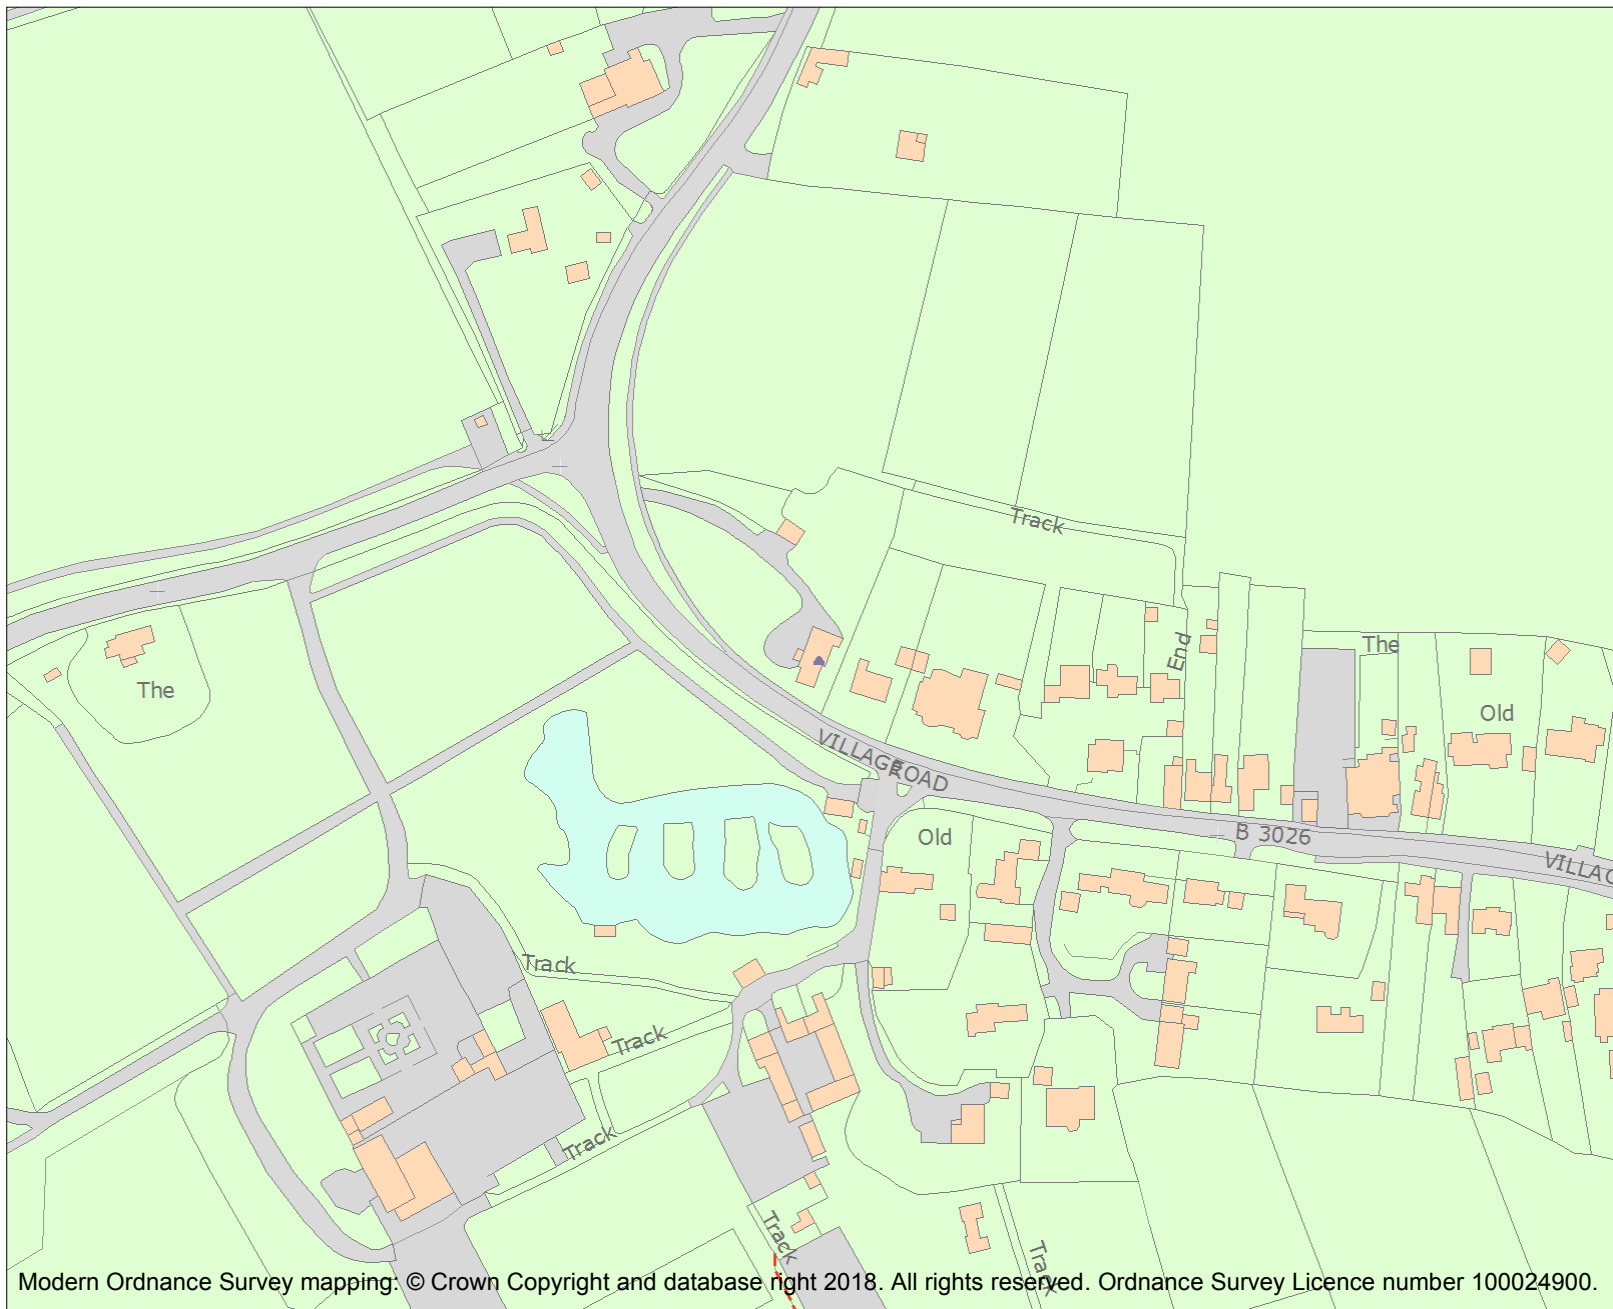 Track
End
The
The
Old
VILLAGE
ROAD
Old
B 3026
VILLAG
Track
Track
Track
Track
Track
Modern Ordnance Survey mapping: © Crown Copyright and database right 2018. All rights reserved. Ordnance Survey Licence number 100024900.